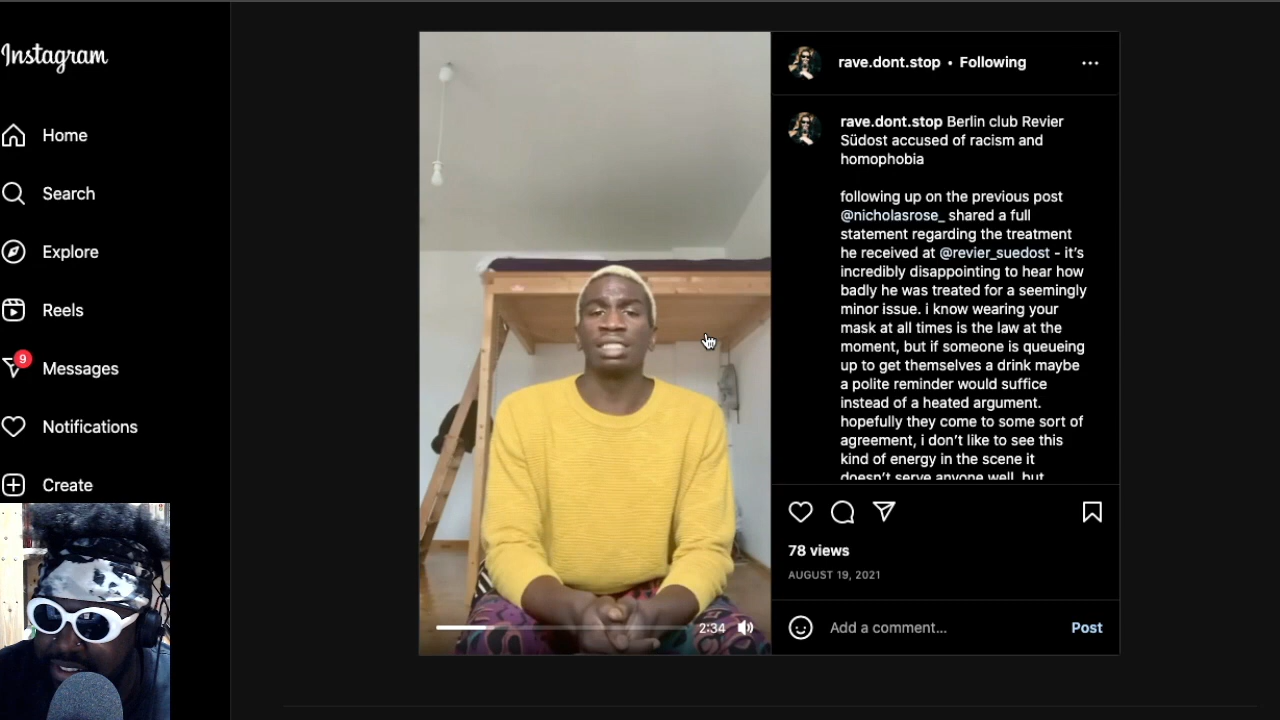 Instagram
Home
Search
Explore
Reels
9
Messages
Notifications
Create
2:34
rave.dont.stop • Following
rave.dont.stop Berlin club Revier
Südost accused of racism and
homophobia
following up on the previous post
@nicholasrose_ shared a full
statement regarding the treatment
he received at @revier_suedost - it's
incredibly disappointing to hear how
badly he was treated for a seemingly
minor issue. i know wearing your
mask at all times is the law at the
moment, but if someone is queueing
up to get themselves a drink maybe
a polite reminder would suffice
instead of a heated argument.
hopefully they come to some sort of
agreement, i don't like to see this
kind of energy in the scene it
doesn't serve anyone well, but
78 views
AUGUST 19, 2021
Add a comment...
Post